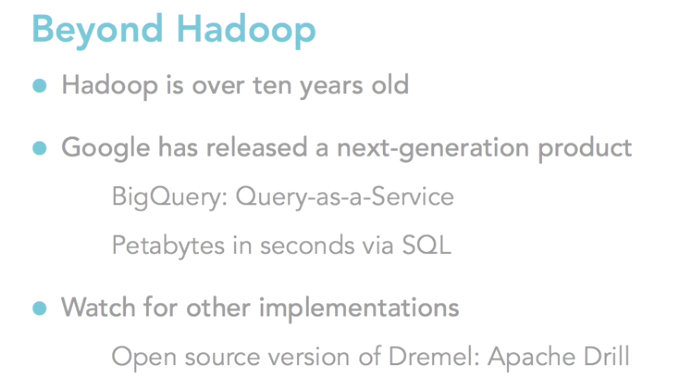 Beyond Hadoop
Hadoop is over ten years old
Google has released a next-generation product
BigQuery: Query-as-a-Service
Petabytes in seconds via SQL
Watch for other implementations
Open source version of Dremel: Apache Drill